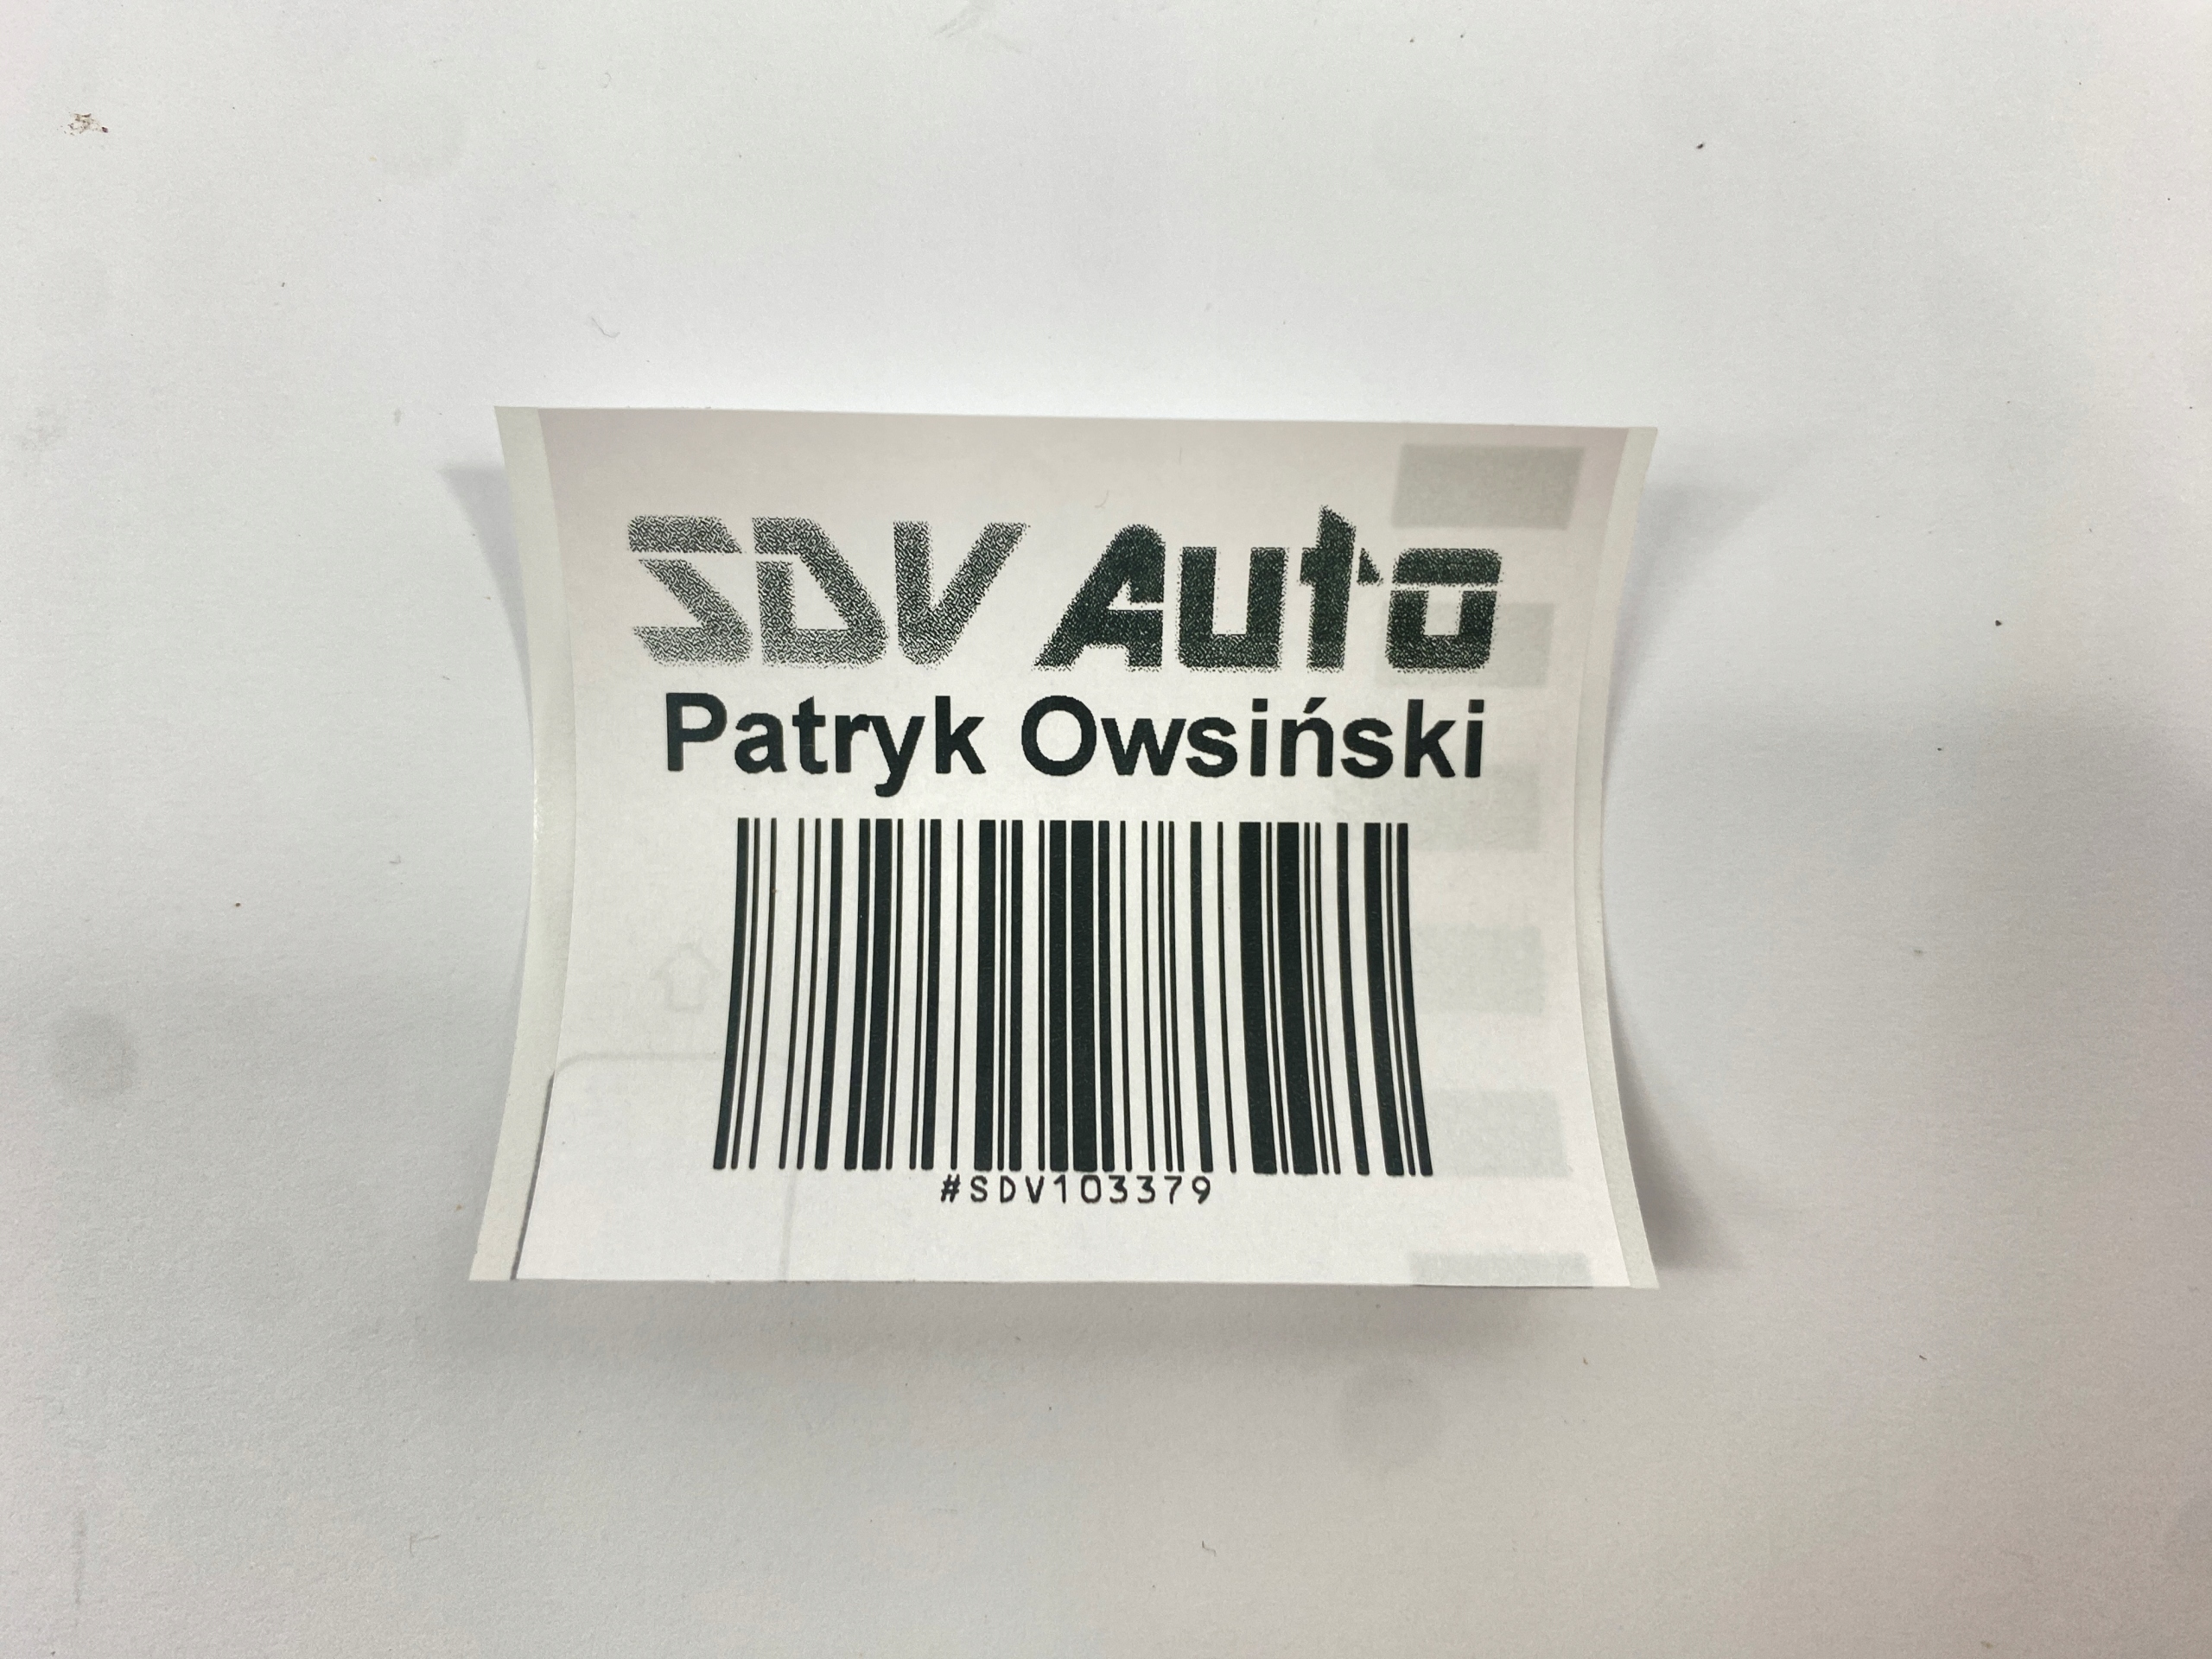 SDV Auto
Patryk Owsiński
#SDV103379